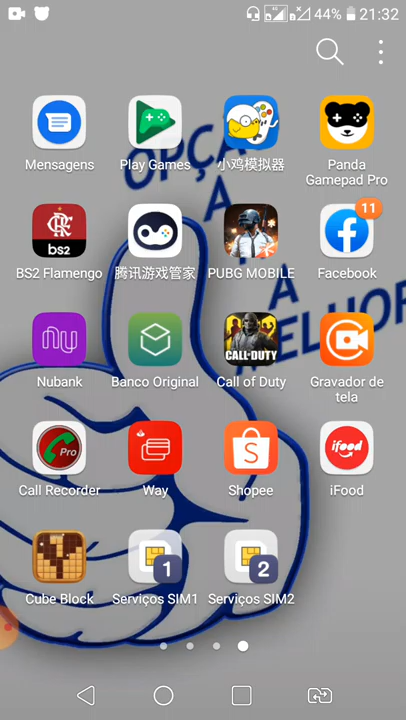 44% 21:32
OPÇA
A
A
MELHOR
Mensagens
Play Games
小鸡模拟器
Panda
Gamepad Pro
bs2
BS2 Flamengo
腾讯游戏管家
PUBG MOBILE
11
Facebook
nu
Nubank
Banco Original
CALL OF DUTY
Call of Duty
Gravador de
tela
Pro
Call Recorder
Way
S
Shopee
ifood
iFood
Cube Block
1
Serviços SIM1
2
Serviços SIM2